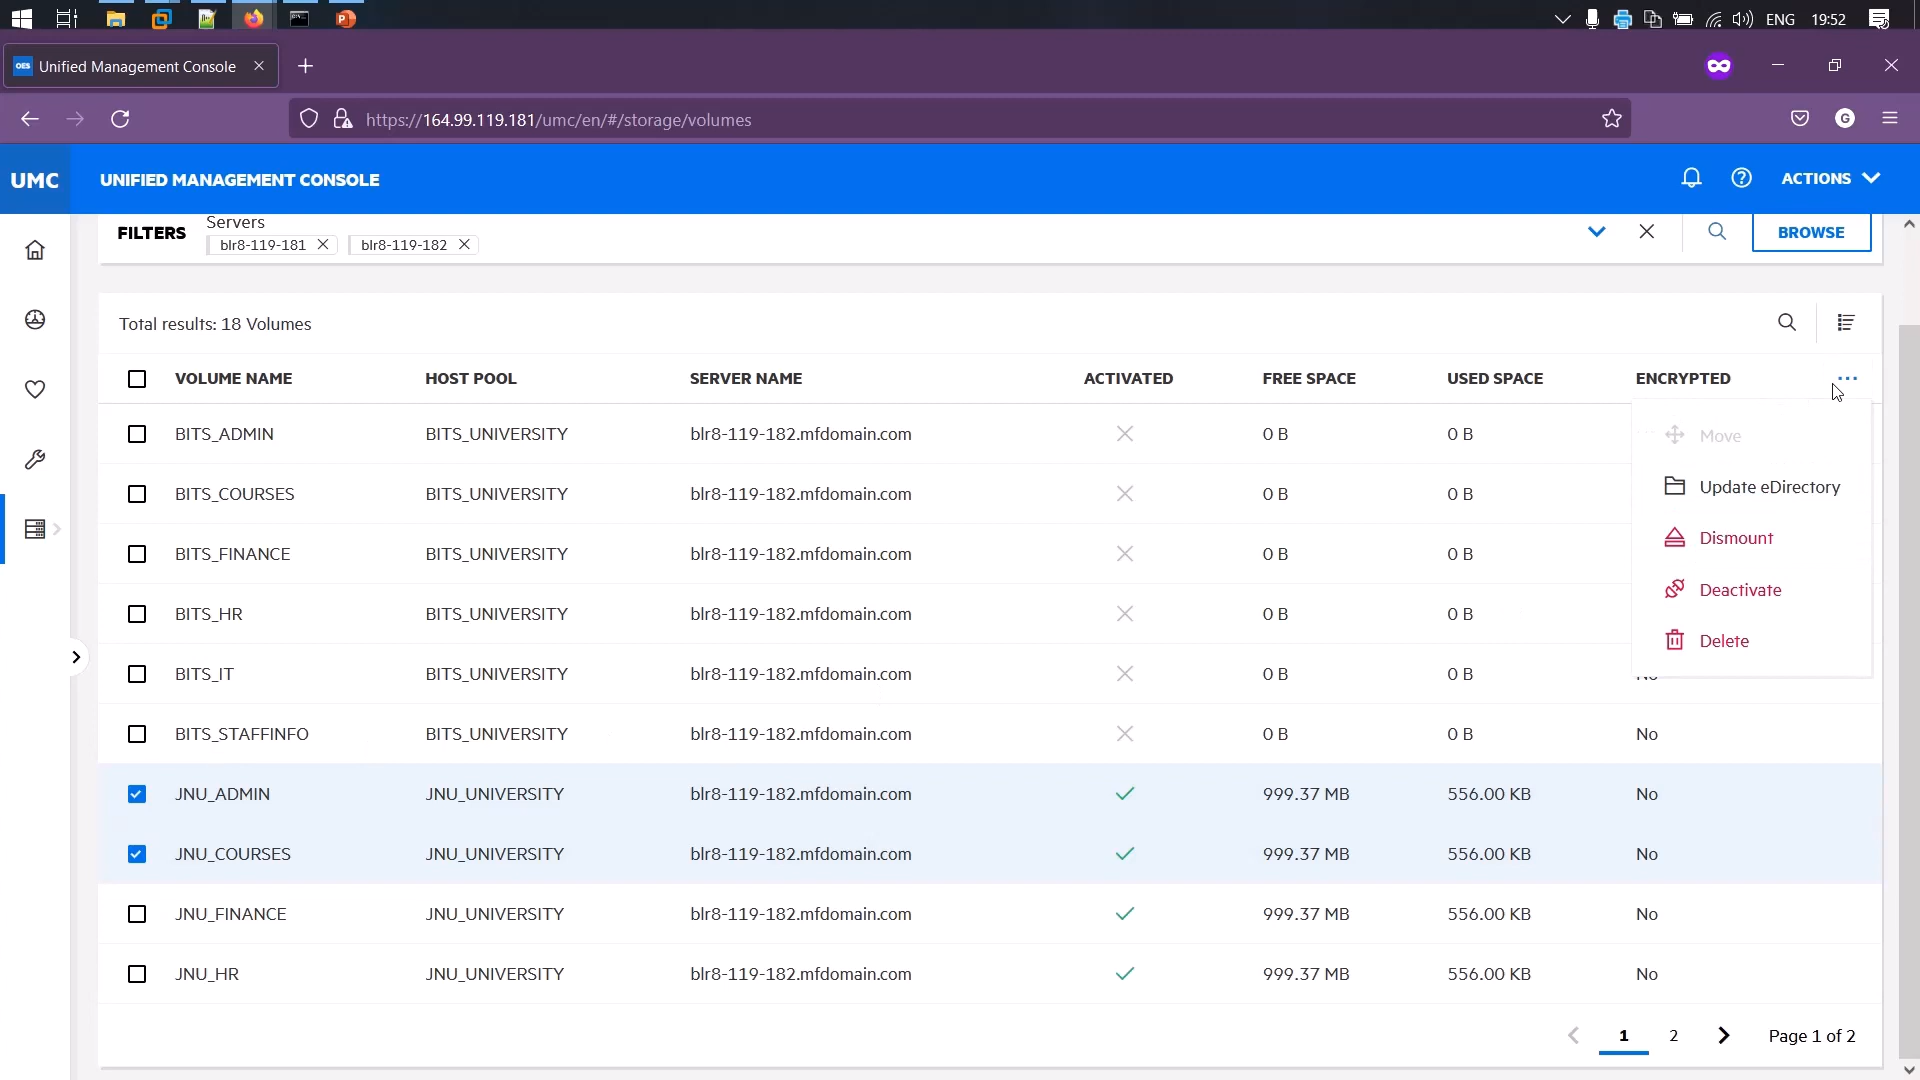 ENG 19:52
OES Unified Management Console
https://164.99.119.181/umc/en/#/storage/volumes
G
UMC UNIFIED MANAGEMENT CONSOLE ACTIONS
FILTERS Servers
blr8-119-181 blr8-119-182 BROWSE
Total results: 18 Volumes
VOLUME NAME HOST POOL SERVER NAME ACTIVATED FREE SPACE USED SPACE ENCRYPTED
BITS_ADMIN BITS_UNIVERSITY blr8-119-182.mfdomain.com 0 B 0 B
BITS_COURSES BITS_UNIVERSITY blr8-119-182.mfdomain.com 0 B 0 B
BITS_FINANCE BITS_UNIVERSITY blr8-119-182.mfdomain.com 0 B 0 B
BITS_HR BITS_UNIVERSITY blr8-119-182.mfdomain.com 0 B 0 B
BITS_IT BITS_UNIVERSITY blr8-119-182.mfdomain.com 0 B 0 B
BITS_STAFFINFO BITS_UNIVERSITY blr8-119-182.mfdomain.com 0 B 0 B No
JNU_ADMIN JNU_UNIVERSITY blr8-119-182.mfdomain.com 999.37 MB 556.00 KB No
JNU_COURSES JNU_UNIVERSITY blr8-119-182.mfdomain.com 999.37 MB 556.00 KB No
JNU_FINANCE JNU_UNIVERSITY blr8-119-182.mfdomain.com 999.37 MB 556.00 KB No
JNU_HR JNU_UNIVERSITY blr8-119-182.mfdomain.com 999.37 MB 556.00 KB No
Move
Update eDirectory
Dismount
Deactivate
Delete
1 2 Page 1 of 2